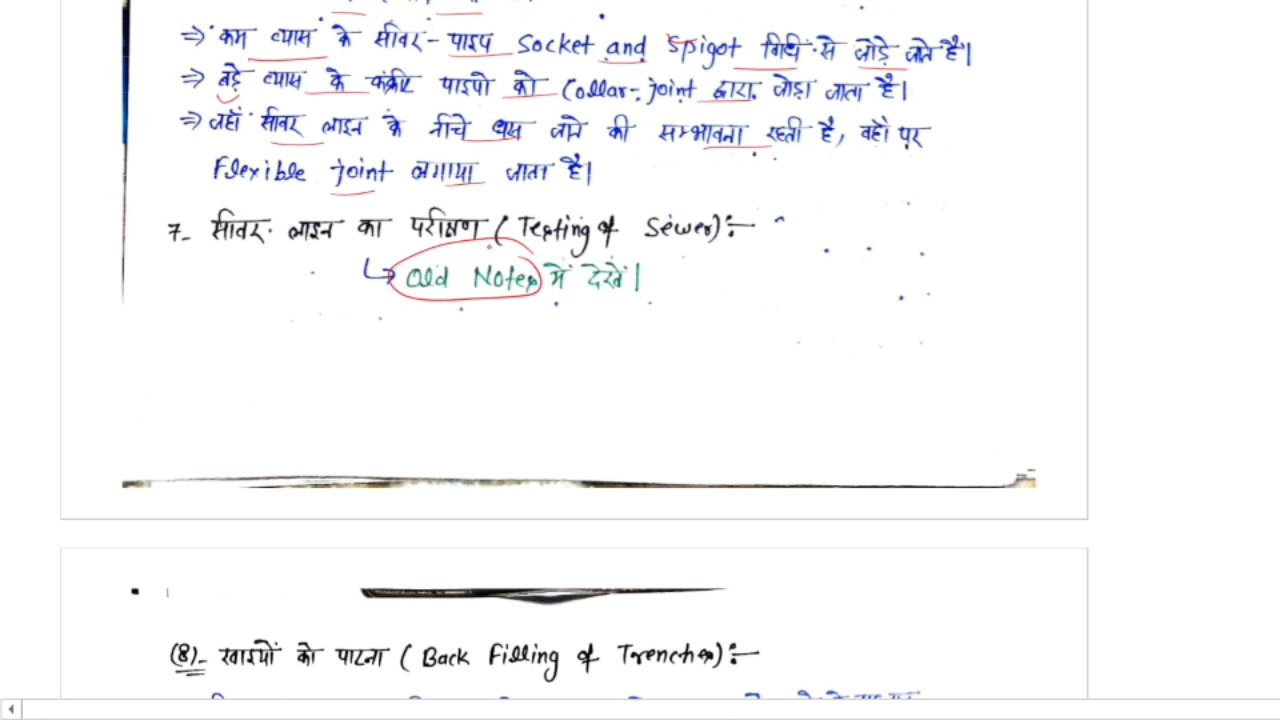 ⇒ कम व्यास के सीवर-पाइप Socket and Spigot विधि से जोड़े जाते है।
⇒ बड़े व्यास के कंक्रीट पाइपो को Collar-joint द्वारा जोड़ा जाता है।
⇒ जहाँ सीवर लाइन के नीचे धस जाने की सम्भावना रहती है, वहाँ पर
Flexible joint लगाया जाता है।
7- सीवर लाइन का परीक्षण (Testing of Sewer):-
↳ Old Notes में देखें।
(8)- खाइयों को पाटना (Back Filling of Trenches):-